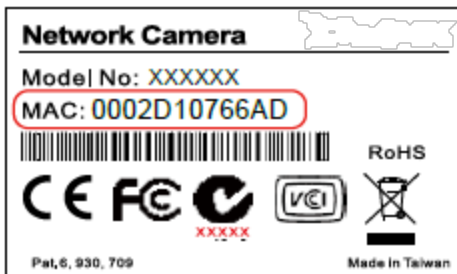 Network Camera
Model No: XXXXXX
MAC: 0002D10766AD
RoHS
CE FC VCI
XXXXX
Pat,6, 930, 709
Made in Taiwan